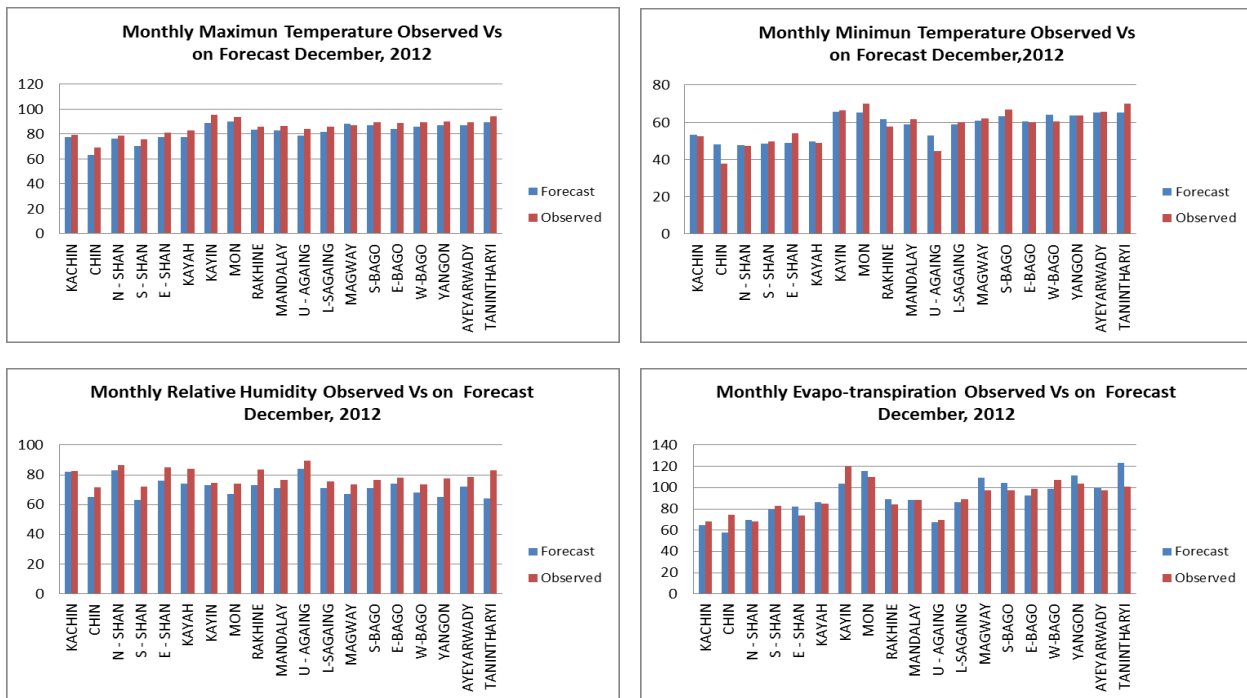 Monthly Maximun Temperature Observed Vs
on Forecast December, 2012
120
100
80
60
40
20
0
KACHIN
CHIN
N - SHAN
S - SHAN
E - SHAN
KAYAH
KAYIN
MON
RAKHINE
MANDALAY
U - AGAING
L-SAGAING
MAGWAY
S-BAGO
E-BAGO
W-BAGO
YANGON
AYEYARWADY
TANINTHARYI
Forecast
Observed
Monthly Minimun Temperature Observed Vs
on Forecast December,2012
80
60
40
20
0
KACHIN
CHIN
N - SHAN
S - SHAN
E - SHAN
KAYAH
KAYIN
MON
RAKHINE
MANDALAY
U - AGAING
L-SAGAING
MAGWAY
S-BAGO
E-BAGO
W-BAGO
YANGON
AYEYARWADY
TANINTHARYI
Forecast
Observed
Monthly Relative Humidity Observed Vs on Forecast
December, 2012
100
80
60
40
20
0
KACHIN
CHIN
N - SHAN
S - SHAN
E - SHAN
KAYAH
KAYIN
MON
RAKHINE
MANDALAY
U - AGAING
L-SAGAING
MAGWAY
S-BAGO
E-BAGO
W-BAGO
YANGON
AYEYARWADY
TANINTHARYI
Forecast
Observed
Monthly Evapo-transpiration Observed Vs on Forecast
December, 2012
140
120
100
80
60
40
20
0
KACHIN
CHIN
N - SHAN
S - SHAN
E - SHAN
KAYAH
KAYIN
MON
RAKHINE
MANDALAY
U - AGAING
L-SAGAING
MAGWAY
S-BAGO
E-BAGO
W-BAGO
YANGON
AYEYARWADY
TANINTHARYI
Forecast
Observed